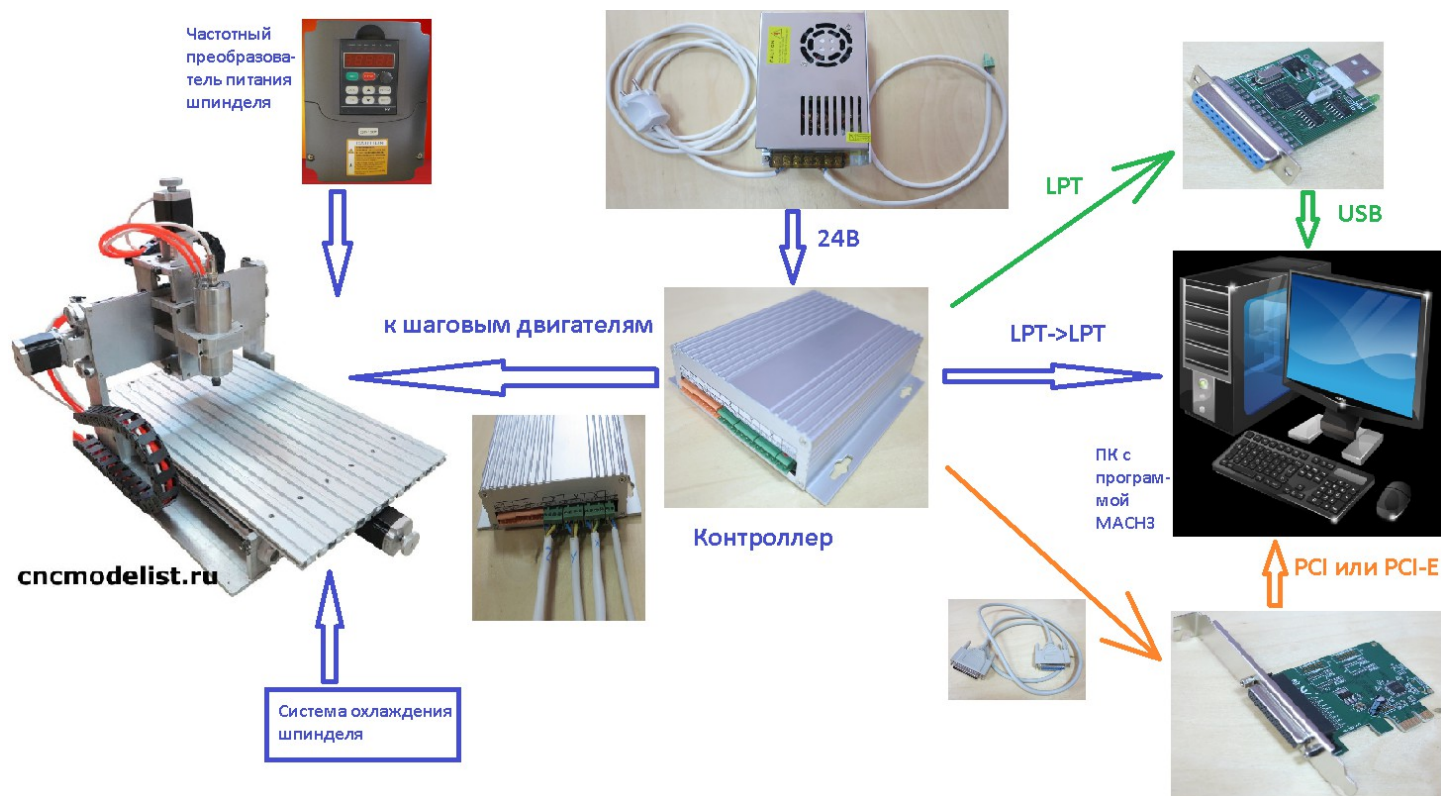 Частотный
преобразова-
тель питания
шпинделя
24В
LPT
USB
к шаговым двигателям
LPT->LPT
ПК с
програм-
мой
MACH3
Контроллер
cncmodelist.ru
PCI или PCI-E
Система охлаждения
шпинделя